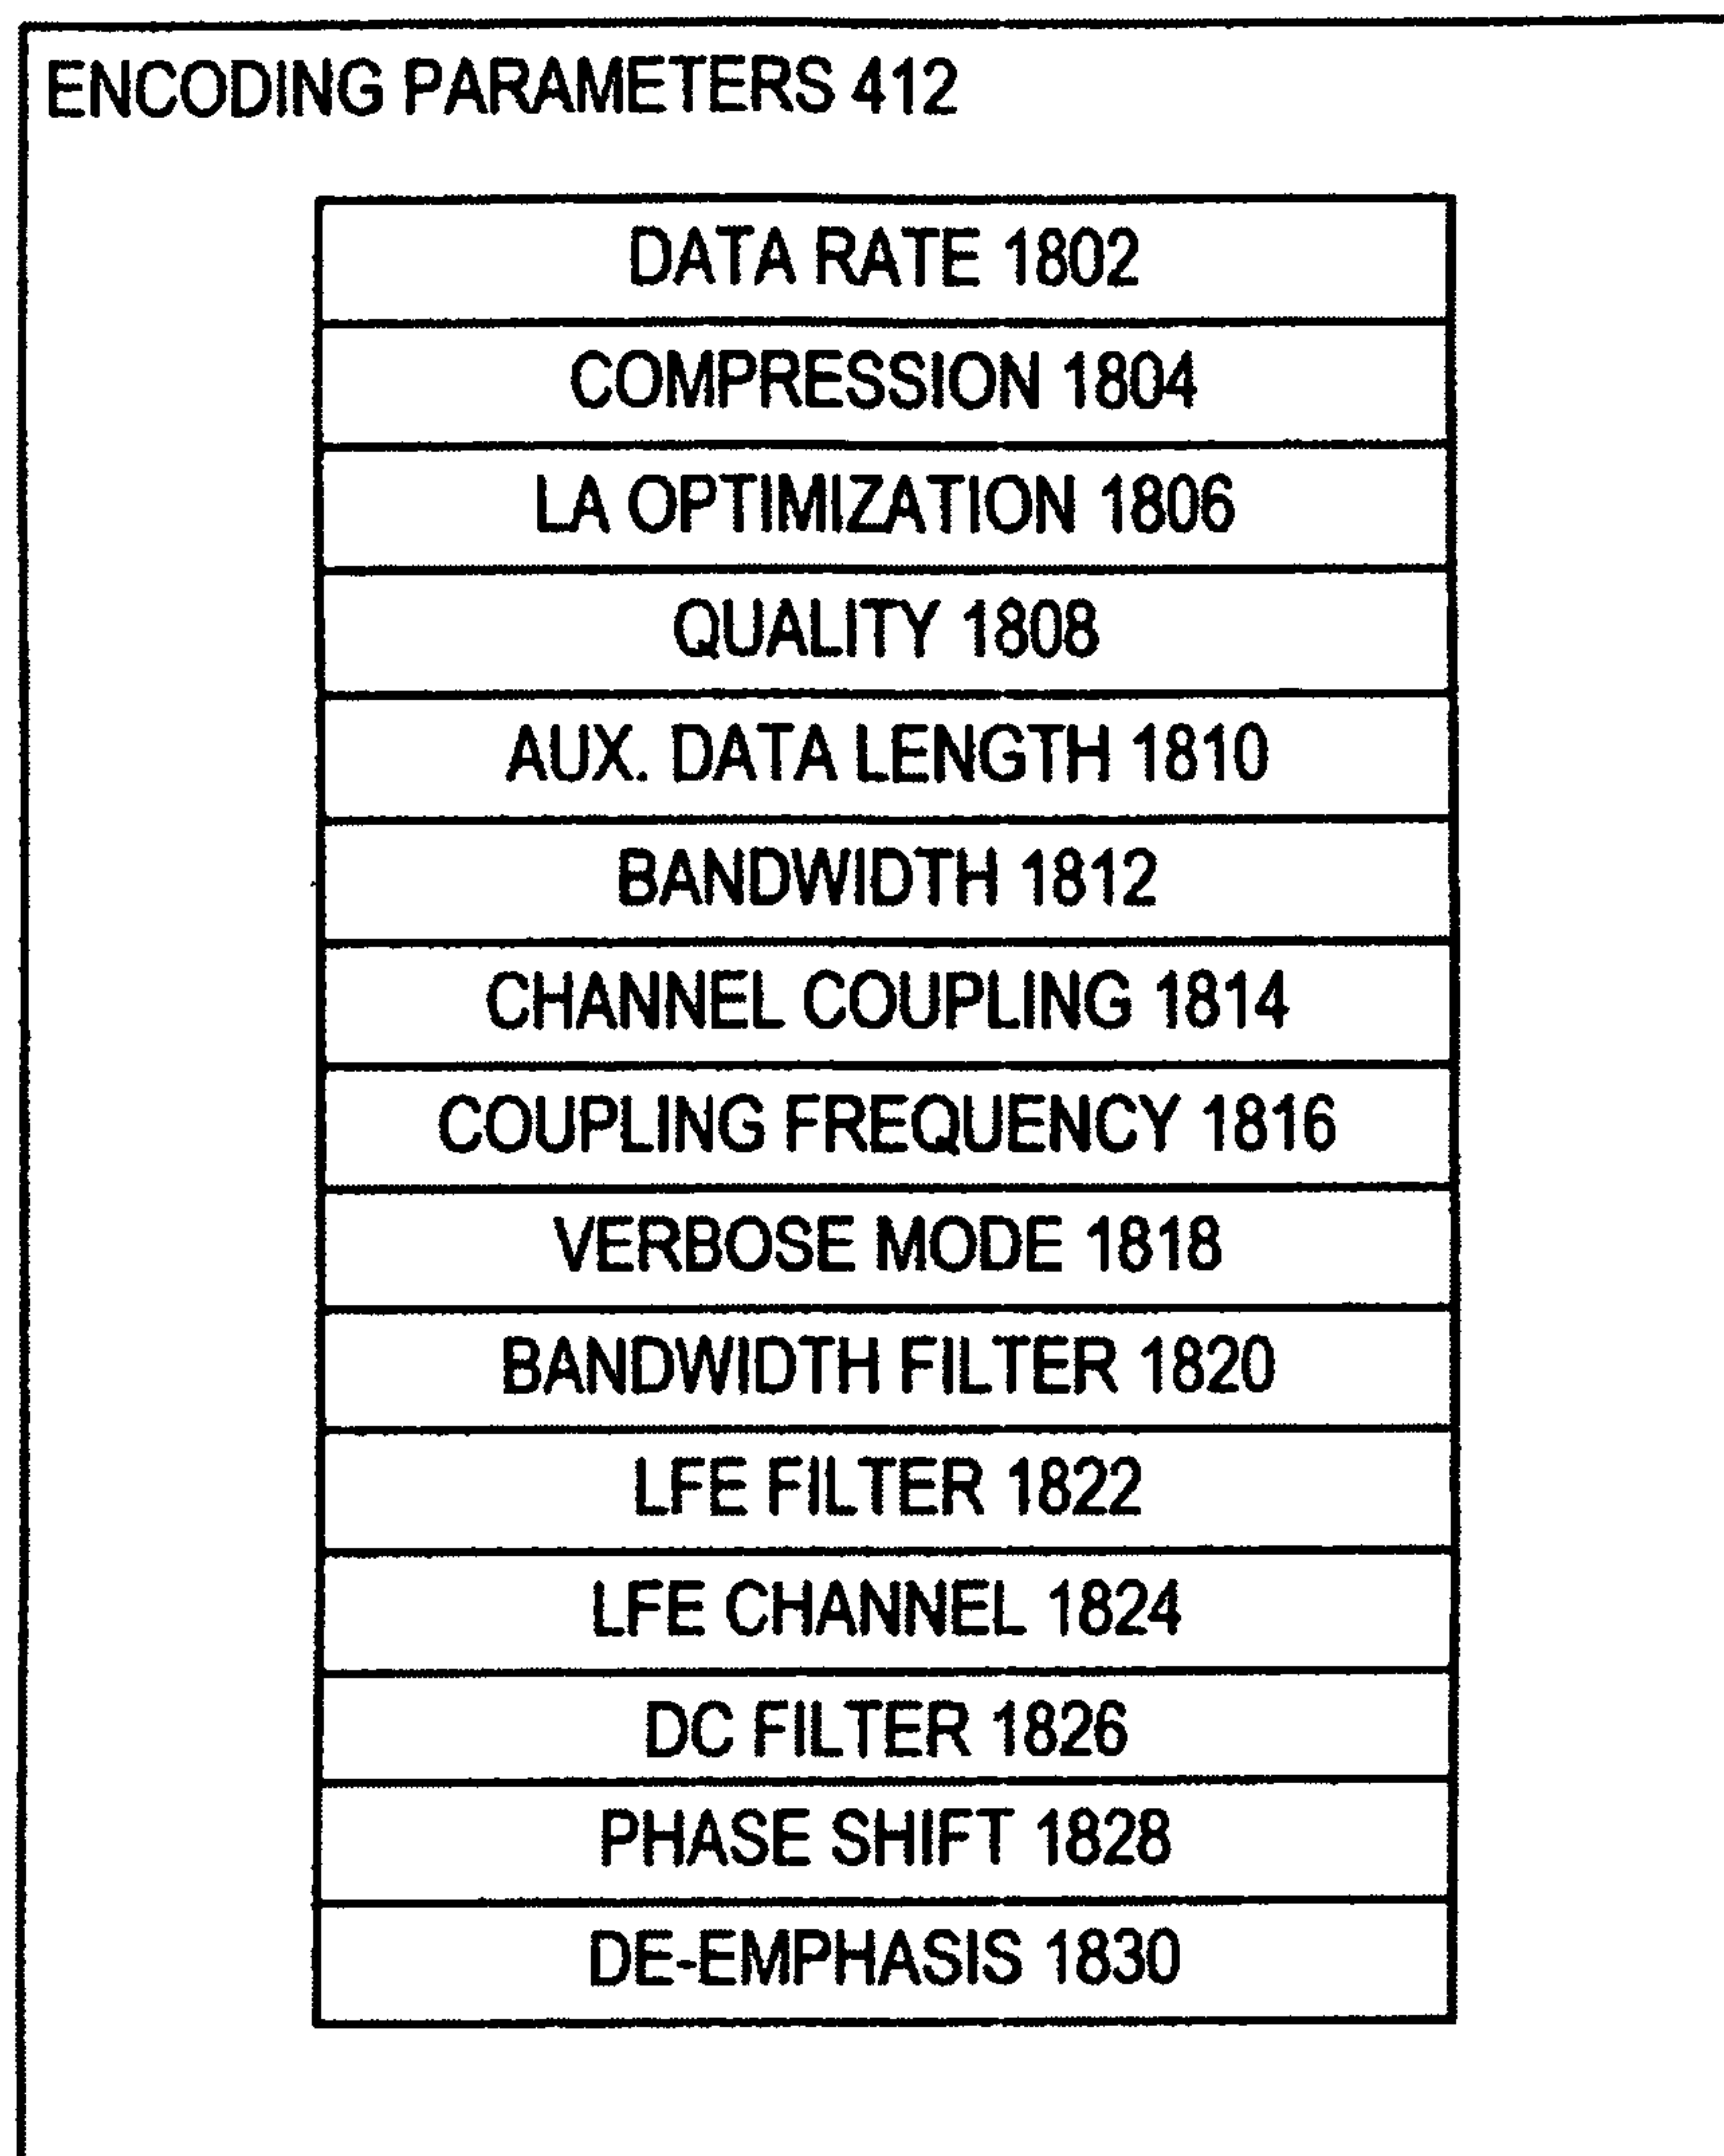 ENCODING PARAMETERS 412
DATA RATE 1802
COMPRESSION 1804
LA OPTIMIZATION 1806
QUALITY 1808
AUX. DATA LENGTH 1810
BANDWIDTH 1812
CHANNEL COUPLING 1814
COUPLING FREQUENCY 1816
VERBOSE MODE 1818
BANDWIDTH FILTER 1820
LFE FILTER 1822
LFE CHANNEL 1824
DC FILTER 1826
PHASE SHIFT 1828
DE-EMPHASIS 1830